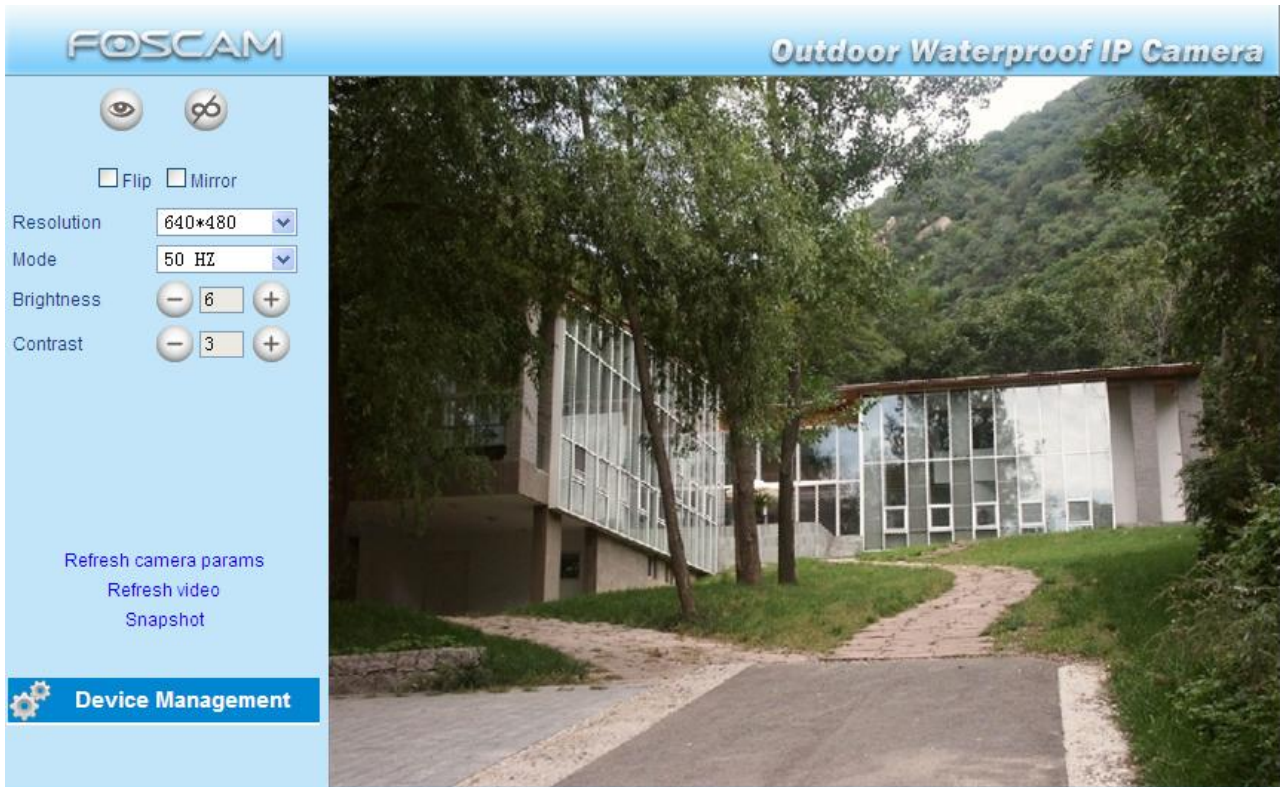 FOSCAM
Outdoor Waterproof IP Camera
Flip Mirror
Resolution 640*480
Mode 50 HZ
Brightness 6
Contrast 3
Refresh camera params
Refresh video
Snapshot
Device Management